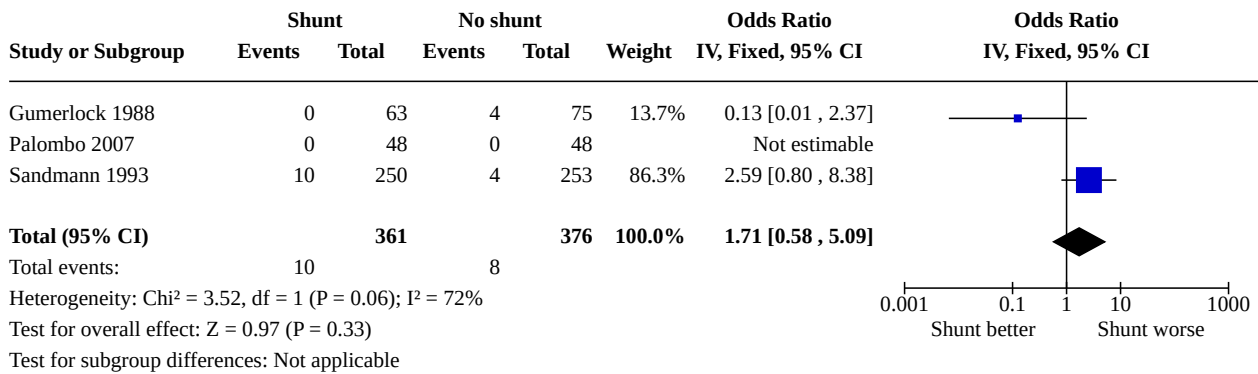 Shunt No shunt Odds Ratio Odds Ratio
Study or Subgroup Events Total Events Total Weight IV, Fixed, 95% CI IV, Fixed, 95% CI
Gumerlock 1988 0 63 4 75 13.7% 0.13 [0.01 , 2.37]
Palombo 2007 0 48 0 48 Not estimable
Sandmann 1993 10 250 4 253 86.3% 2.59 [0.80 , 8.38]
Total (95% CI) 361 376 100.0% 1.71 [0.58 , 5.09]
Total events: 10 8
Heterogeneity: Chi² = 3.52, df = 1 (P = 0.06); I² = 72%
0.001 0.1 1 10 1000
Test for overall effect: Z = 0.97 (P = 0.33) Shunt better Shunt worse
Test for subgroup differences: Not applicable